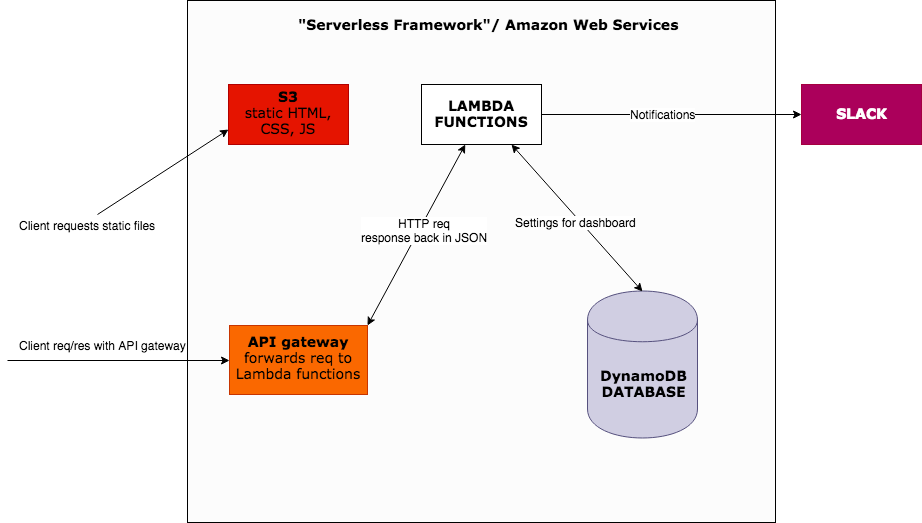 "Serverless Framework"/ Amazon Web Services
S3
static HTML,
CSS, JS
LAMBDA
FUNCTIONS
Notifications
SLACK
Client requests static files
HTTP req
response back in JSON
Settings for dashboard
Client req/res with API gateway
API gateway
forwards req to
Lambda functions
DynamoDB
DATABASE